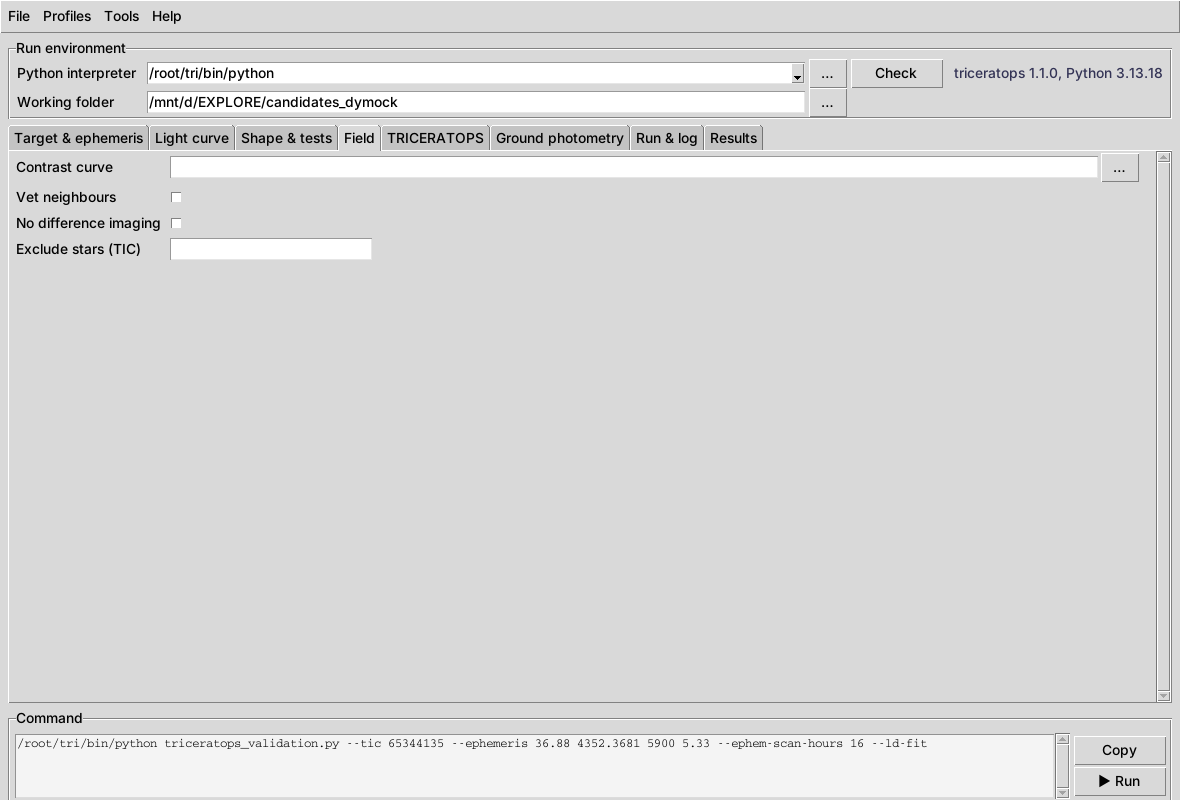 File Profiles Tools Help
Run environment
Python interpreter /root/tri/bin/python ... Check triceratops 1.1.0, Python 3.13.18
Working folder /mnt/d/EXPLORE/candidates_dymock ...
Target & ephemeris Light curve Shape & tests Field TRICERATOPS Ground photometry Run & log Results
Contrast curve ...
Vet neighbours
No difference imaging
Exclude stars (TIC)
Command
/root/tri/bin/python triceratops_validation.py --tic 65344135 --ephemeris 36.88 4352.3681 5900 5.33 --ephem-scan-hours 16 --ld-fit
Copy
▶ Run